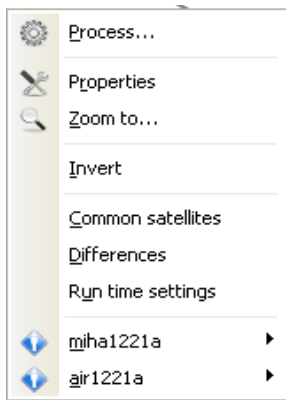 Process...
Properties
Zoom to...
Invert
Common satellites
Differences
Run time settings
miha1221a
air1221a